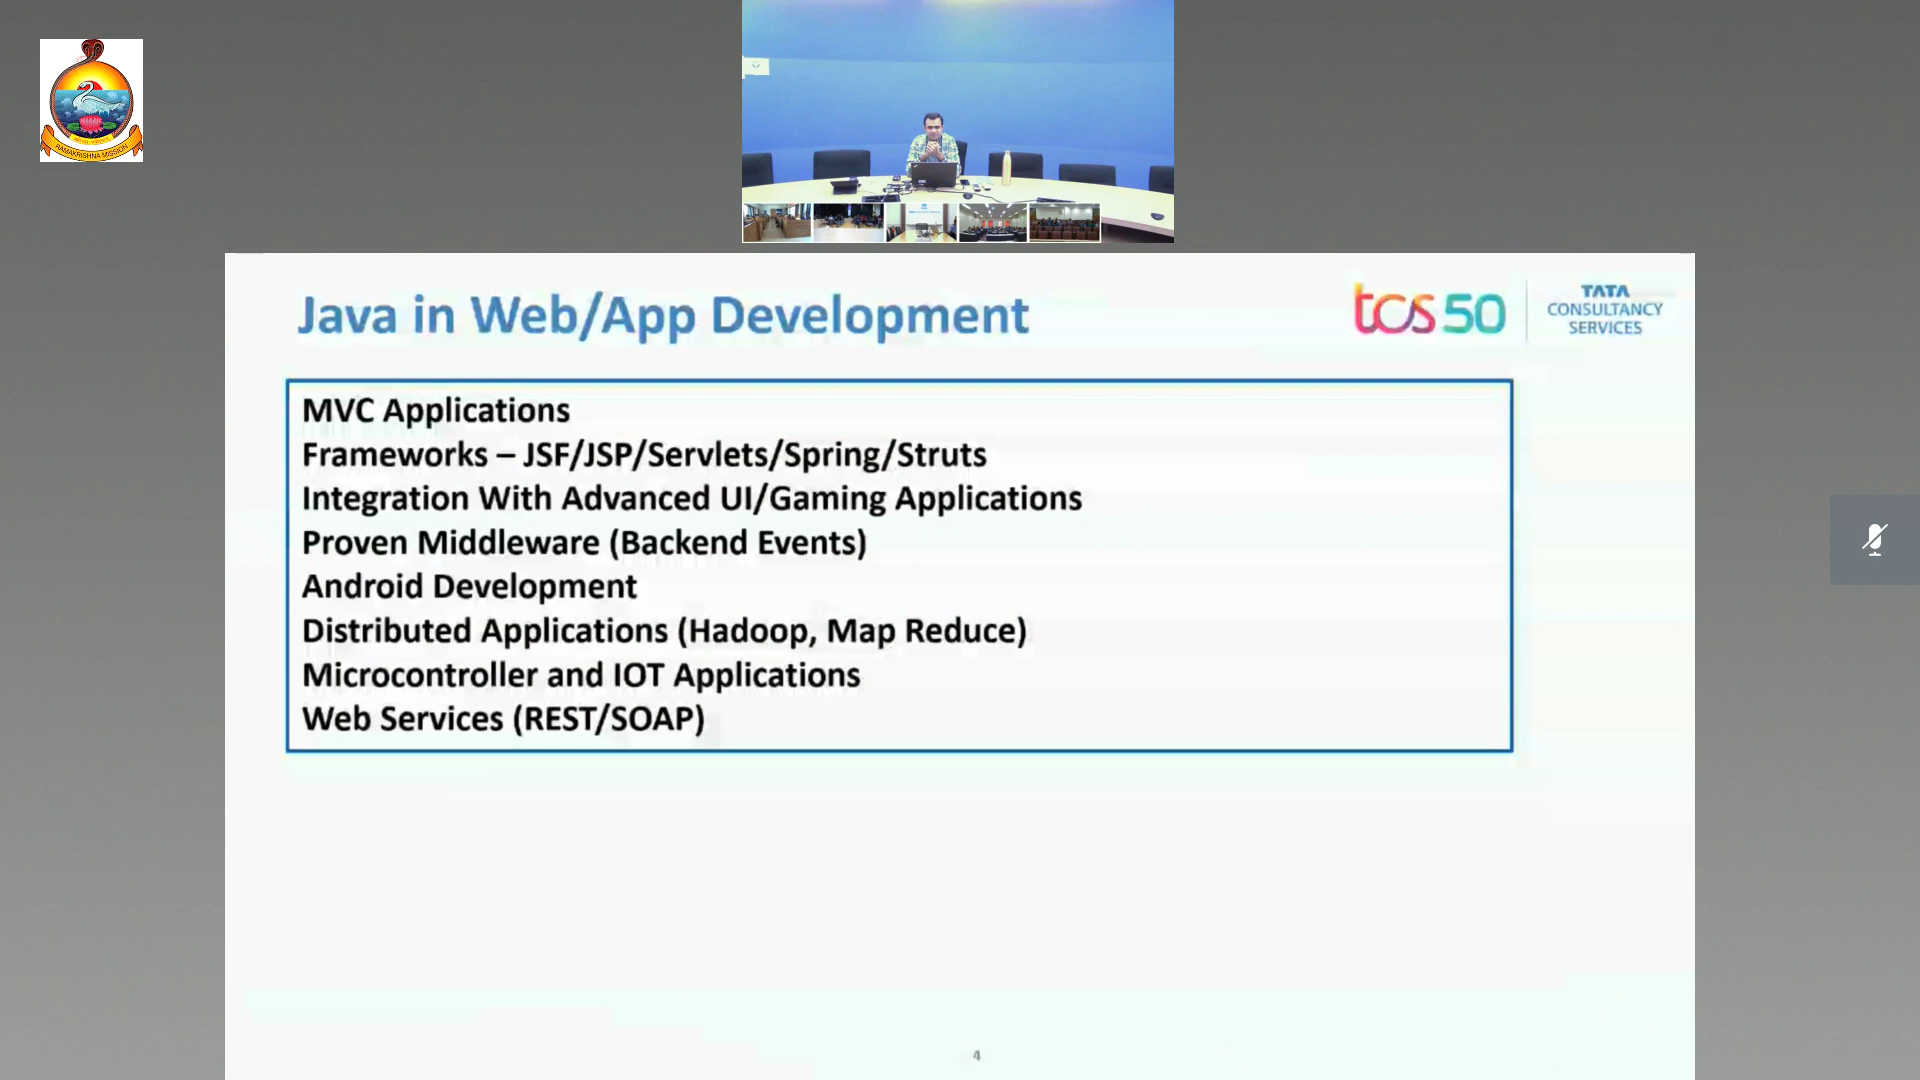 RAMAKRISHNA MISSION
Java in Web/App Development
tcs 50
TATA
CONSULTANCY
SERVICES
MVC Applications
Frameworks – JSF/JSP/Servlets/Spring/Struts
Integration With Advanced UI/Gaming Applications
Proven Middleware (Backend Events)
Android Development
Distributed Applications (Hadoop, Map Reduce)
Microcontroller and IOT Applications
Web Services (REST/SOAP)
4